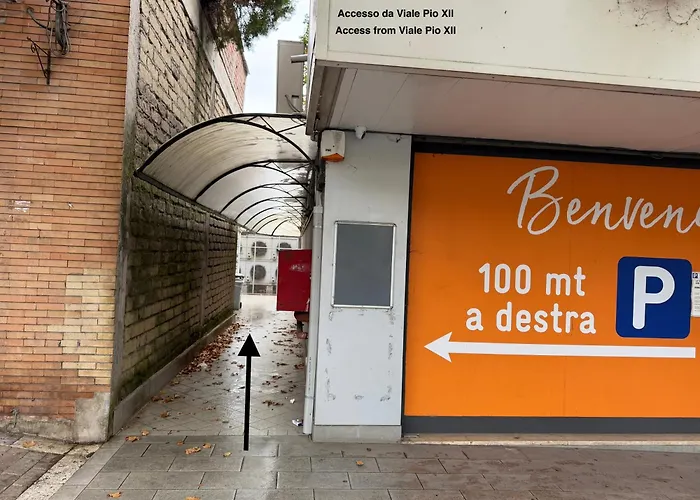 Accesso da Viale Pio XII
Access from Viale Pio XII
100 mt
a destra
P